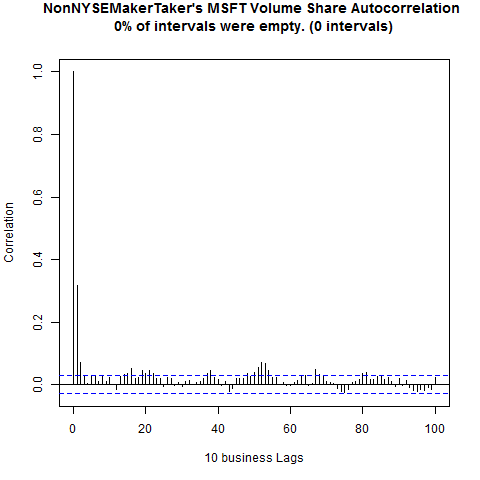 NonNYSEMakerTaker's MSFT Volume Share Autocorrelation
0% of intervals were empty. (0 intervals)
1.0
0.8
0.6
0.4
0.2
0.0
Correlation
0 20 40 60 80 100
10 business Lags